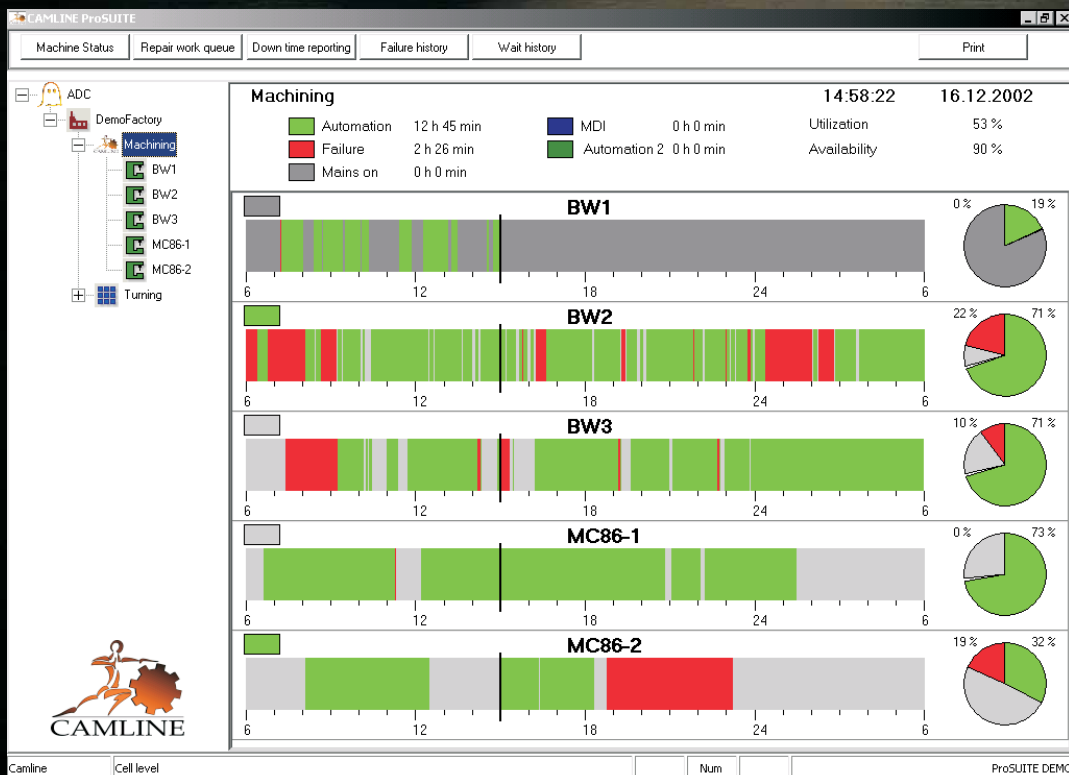 CAMLINE ProSUITE
Machine Status Repair work queue Down time reporting Failure history Wait history Print
ADC
DemoFactory
Machining
BW1
BW2
BW3
MC86-1
MC86-2
Turning
CAMLINE
Machining 14:58:22 16.12.2002
Automation 12 h 45 min MDI 0 h 0 min Utilization 53 %
Failure 2 h 26 min Automation 2 0 h 0 min Availability 90 %
Mains on 0 h 0 min
BW1 0 % 19 %
6 12 18 24 6
BW2 22 % 71 %
6 12 18 24 6
BW3 10 % 71 %
6 12 18 24 6
MC86-1 0 % 73 %
6 12 18 24 6
MC86-2 19 % 32 %
6 12 18 24 6
Camline Cell level Num ProSUITE DEMO